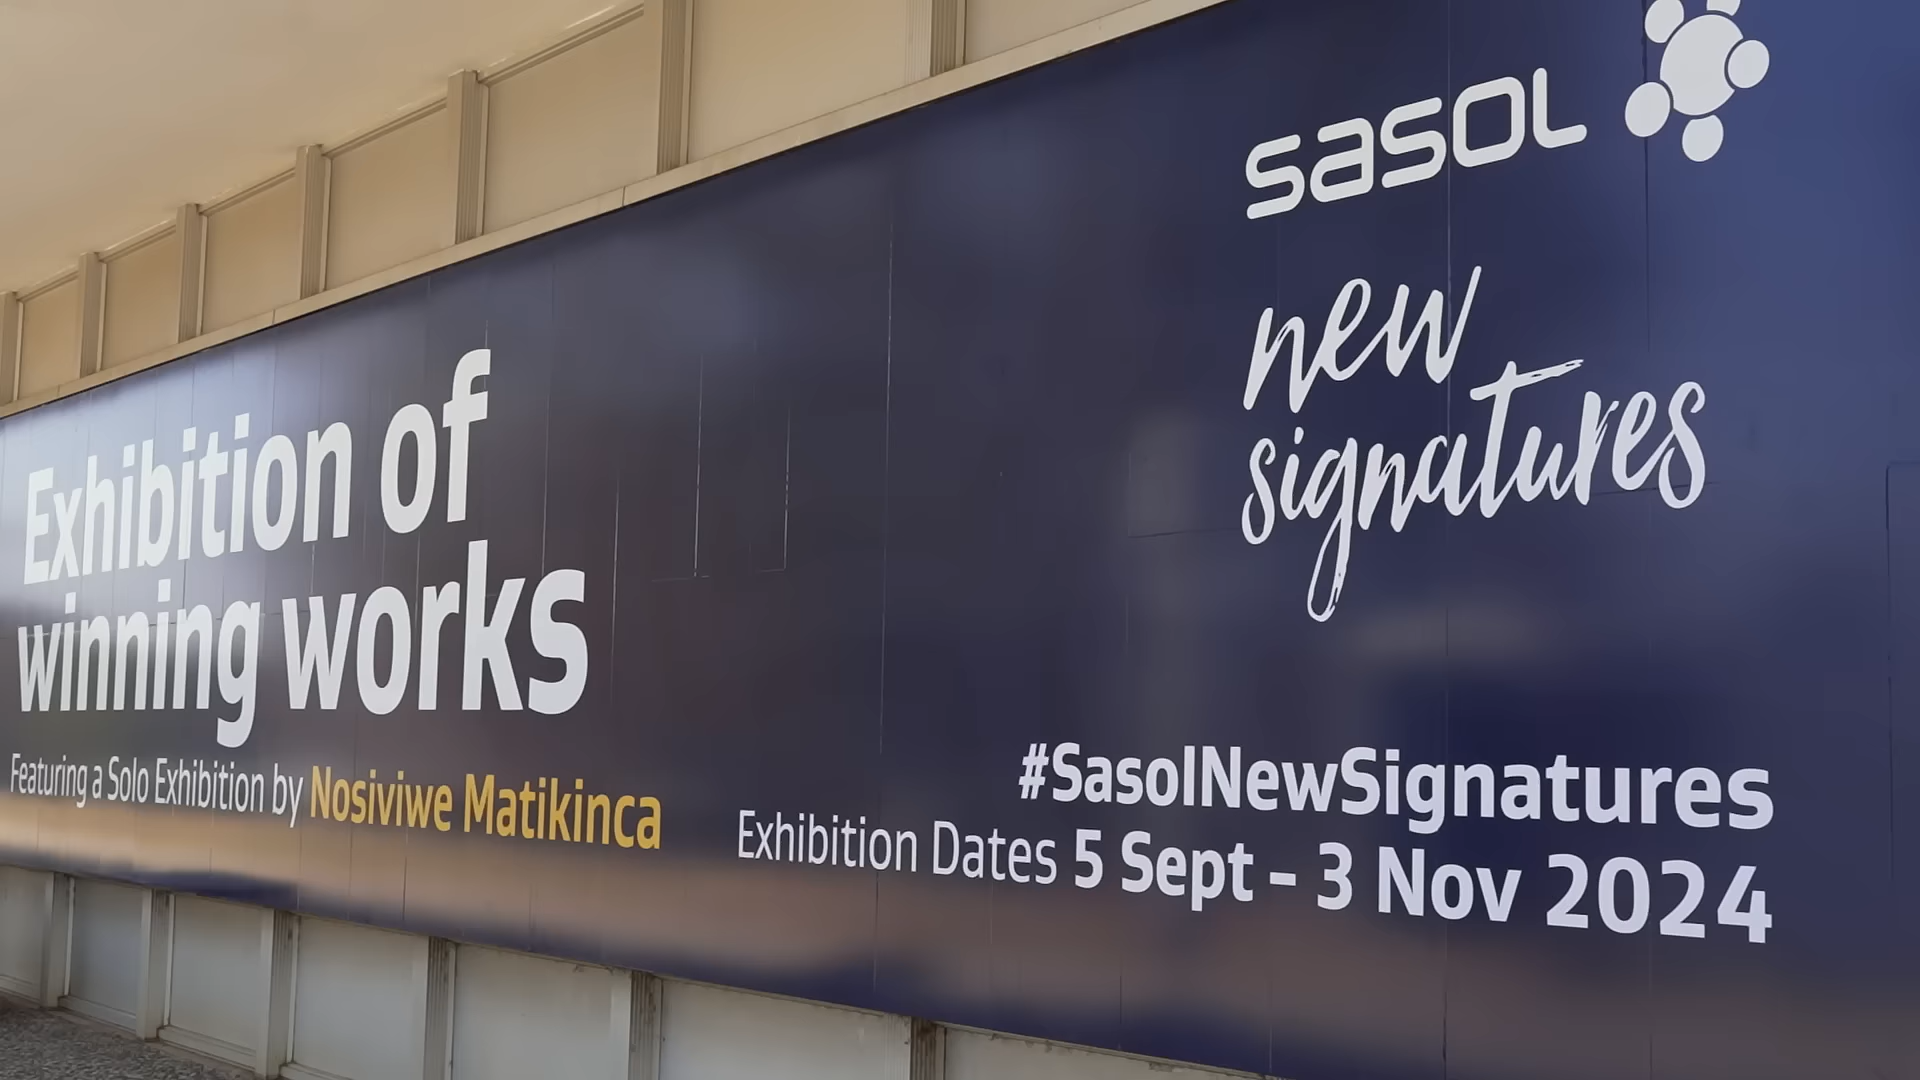 Exhibition of
winning works
Featuring a Solo Exhibition by Nosiviwe Matikinca
sasol
new
signatures
#SasolNewSignatures
Exhibition Dates 5 Sept – 3 Nov 2024